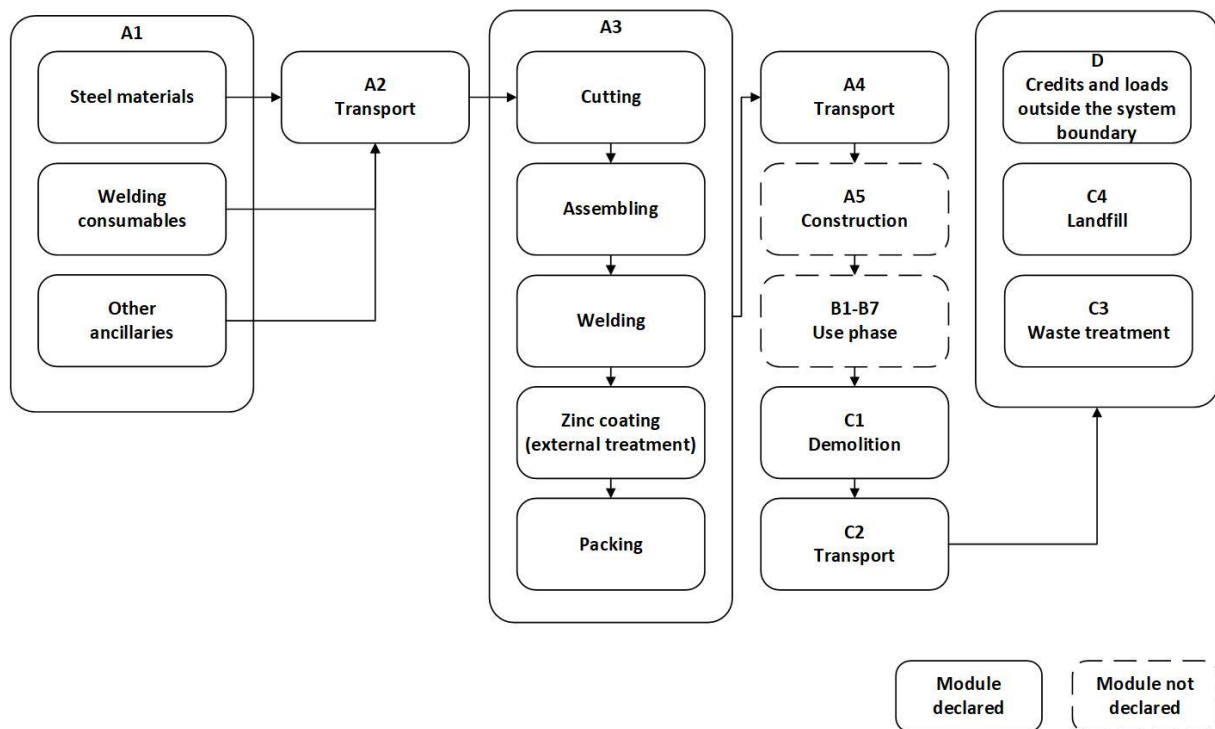 A1
Steel materials
Welding
consumables
Other
ancillaries
A2
Transport
A3
Cutting
Assembling
Welding
Zinc coating
(external treatment)
Packing
A4
Transport
A5
Construction
B1-B7
Use phase
C1
Demolition
C2
Transport
D
Credits and loads
outside the system
boundary
C4
Landfill
C3
Waste treatment
Module
declared
Module not
declared